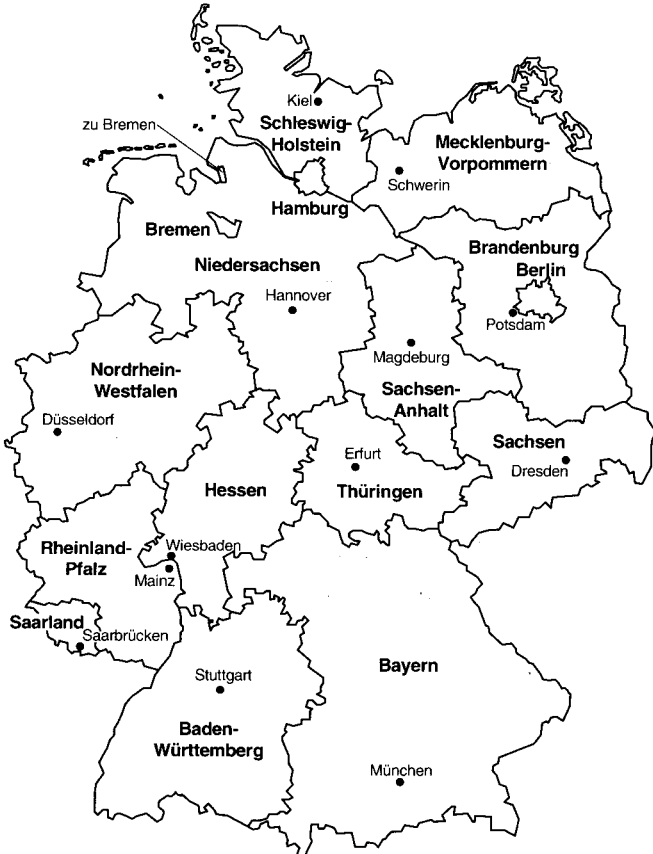 Kiel
Schleswig-
Holstein
zu Bremen
Mecklenburg-
Vorpommern
Schwerin
Hamburg
Bremen
Niedersachsen
Brandenburg
Berlin
Hannover
Potsdam
Magdeburg
Nordrhein-
Westfalen
Sachsen-
Anhalt
Düsseldorf
Sachsen
Dresden
Erfurt
Thüringen
Hessen
Rheinland-
Pfalz
Wiesbaden
Mainz
Saarland
Saarbrücken
Stuttgart
Bayern
Baden-
Württemberg
München